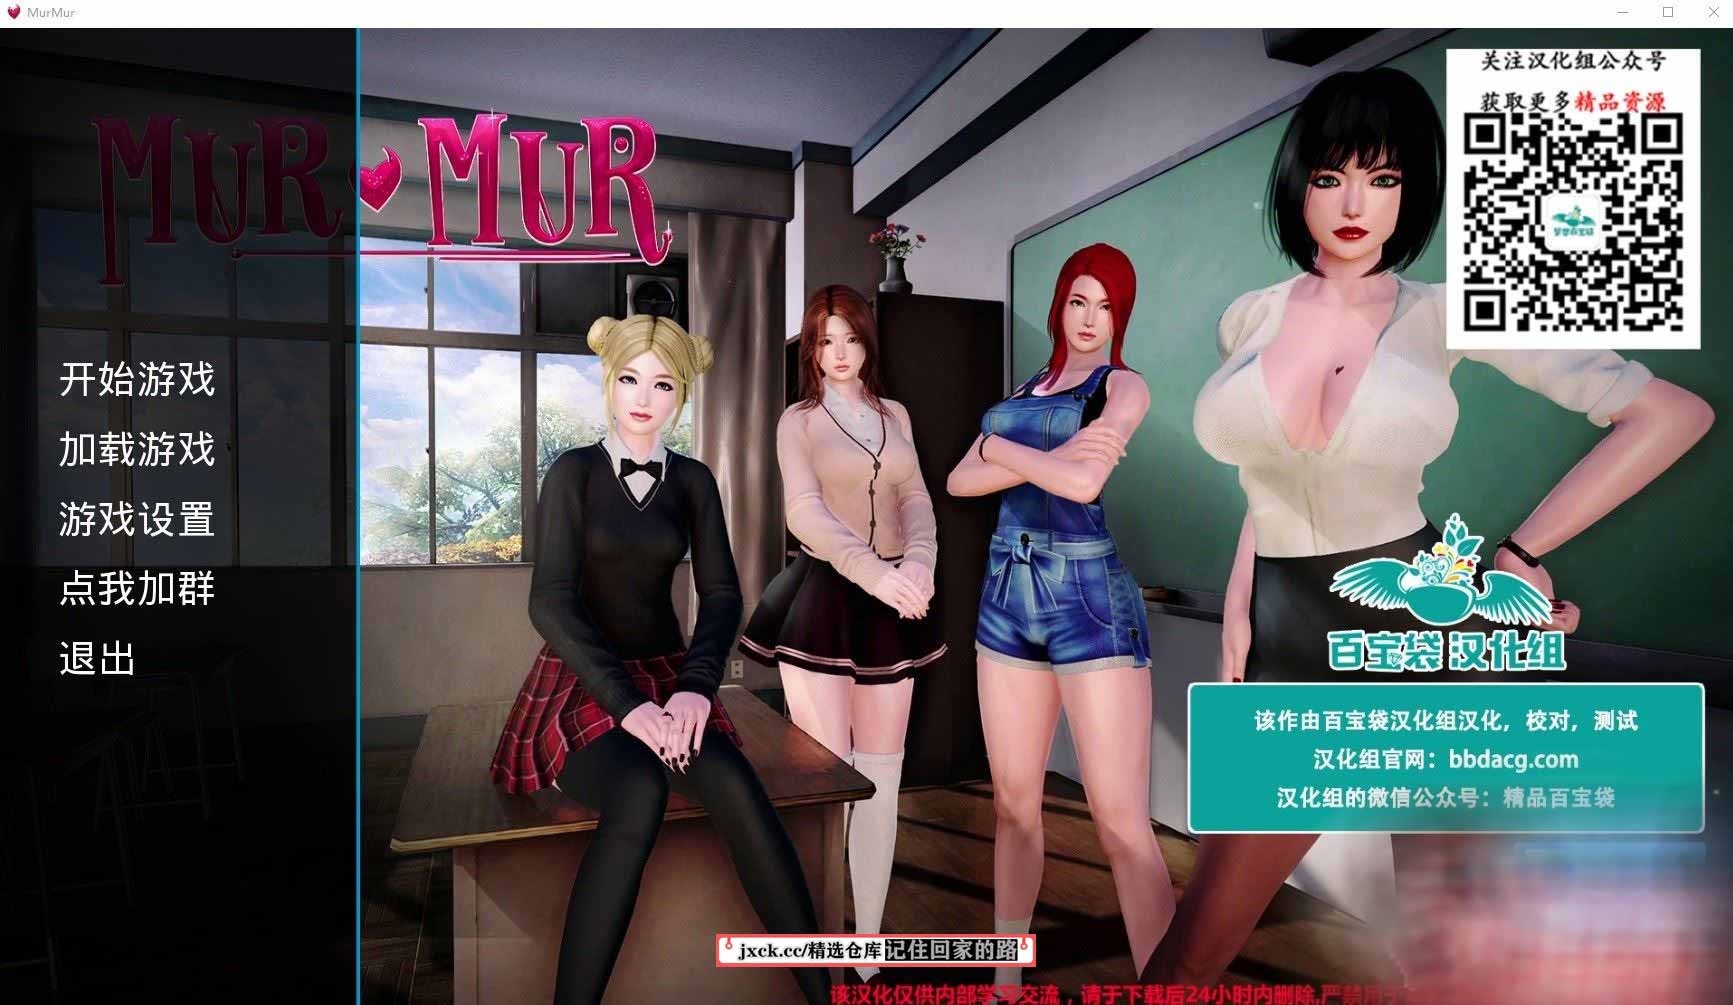 MurMur
MUR MUR
关注汉化组公众号
获取更多精品资源
开始游戏
加载游戏
游戏设置
点我加群
退出
百宝袋汉化组
该作由百宝袋汉化组汉化，校对，测试
汉化组官网：bbdacg.com
汉化组的微信公众号：精品百宝袋
jxck.cc/精选仓库 记住回家的路
该汉化仅供内部学习交流，请于下载后24小时内删除,严禁用于